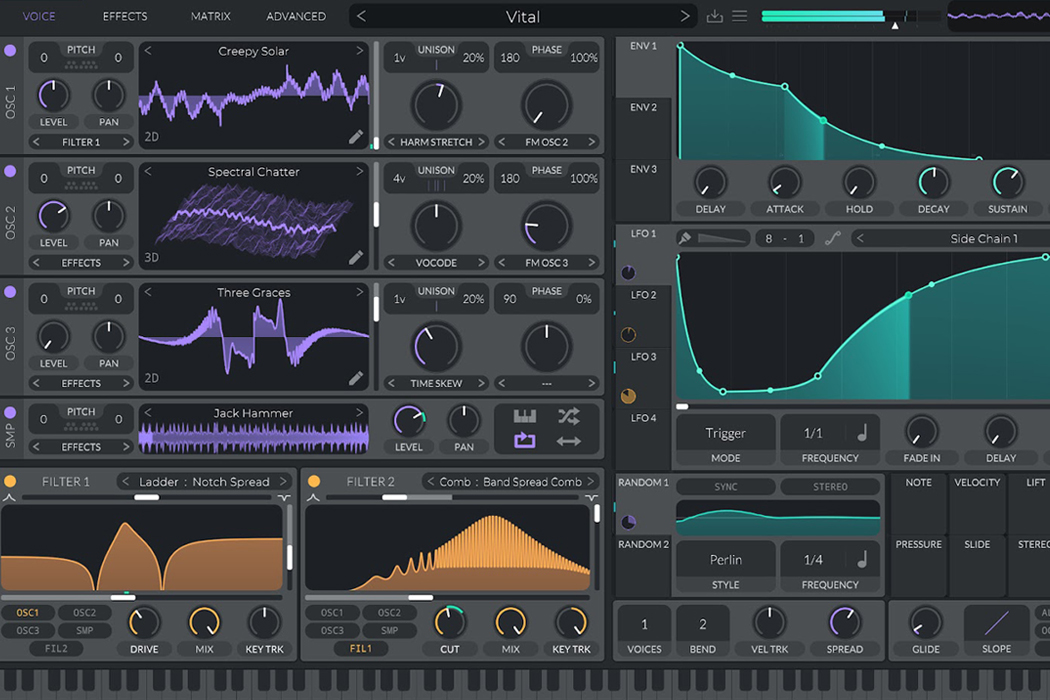 VOICE EFFECTS MATRIX ADVANCED < Vital >
OSC 1
0 PITCH 0
LEVEL PAN
< FILTER 1 >
< Creepy Solar >
2D
1v UNISON 20%
< HARM STRETCH >
180 PHASE 100%
< FM OSC 2 >
OSC 2
0 PITCH 0
LEVEL PAN
< EFFECTS >
< Spectral Chatter >
3D
4v UNISON 20%
< VOCODE >
180 PHASE 100%
< FM OSC 3 >
OSC 3
0 PITCH 0
LEVEL PAN
< EFFECTS >
< Three Graces >
2D
1v UNISON 20%
< TIME SKEW >
90 PHASE 0%
< --- >
SMP
0 PITCH 0
< EFFECTS >
< Jack Hammer >
LEVEL PAN
FILTER 1 < Ladder : Notch Spread >
OSC1 OSC2
OSC3 SMP
FIL2
DRIVE MIX KEY TRK
FILTER 2 < Comb : Band Spread Comb >
OSC1 OSC2
OSC3 SMP
FIL1
CUT MIX KEY TRK
ENV 1
ENV 2
ENV 3
DELAY ATTACK HOLD DECAY SUSTAIN
LFO 1
LFO 2
LFO 3
LFO 4
8 - 1 < Side Chain 1
Trigger
MODE
1/1
FREQUENCY
FADE IN DELAY
RANDOM 1
RANDOM 2
SYNC STEREO
Perlin
STYLE
1/4
FREQUENCY
NOTE VELOCITY LIFT
PRESSURE SLIDE STEREO
1
VOICES
2
BEND
VEL TRK SPREAD
GLIDE SLOPE